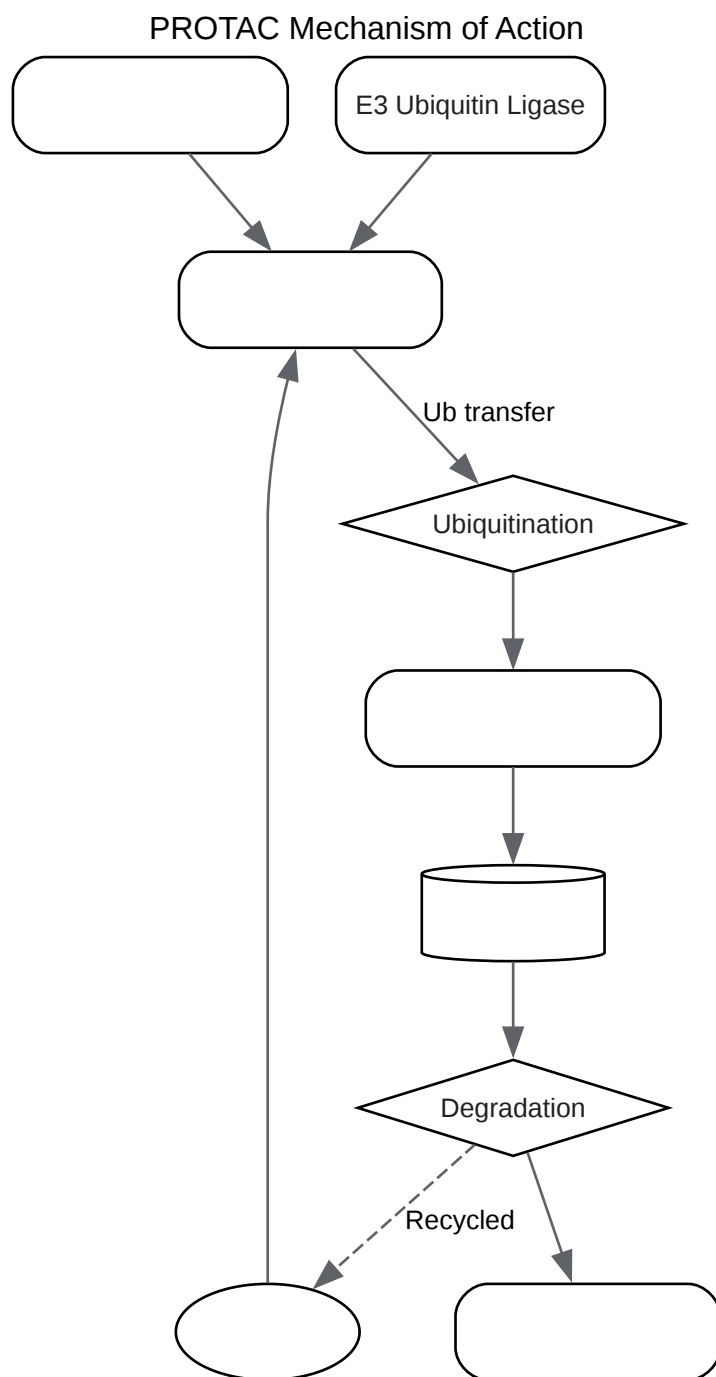 PROTAC Mechanism of Action
E3 Ubiquitin Ligase
Ub transfer
Ubiquitination
Degradation
Recycled